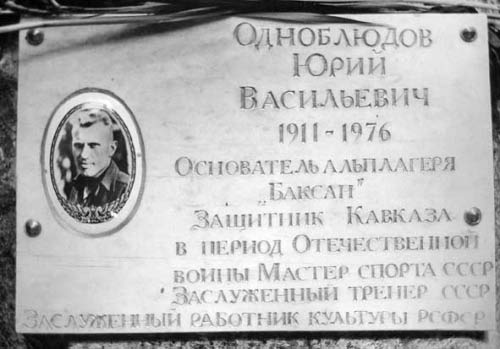 Одноблюдов
Юрий
Васильевич
1911-1976
Основатель альплагеря
„Баксан"
Защитник Кавказа
в период Отечественной
войны Мастер спорта СССР
Заслуженный тренер СССР
Заслуженный работник культуры РСФСР